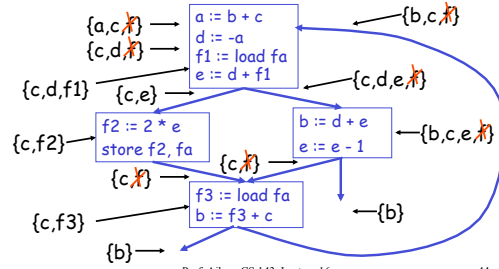 {a,c,f}
{b,c,f}
a := b + c
d := -a
f1 := load fa
e := d + f1
{c,d,f}
{c,d,f1}
{c,e}
{c,d,e,f}
f2 := 2 * e
store f2, fa
b := d + e
e := e - 1
{c,f2}
{b,c,e,f}
{c,f}
{c,f}
f3 := load fa
b := f3 + c
{c,f3}
{b}
{b}